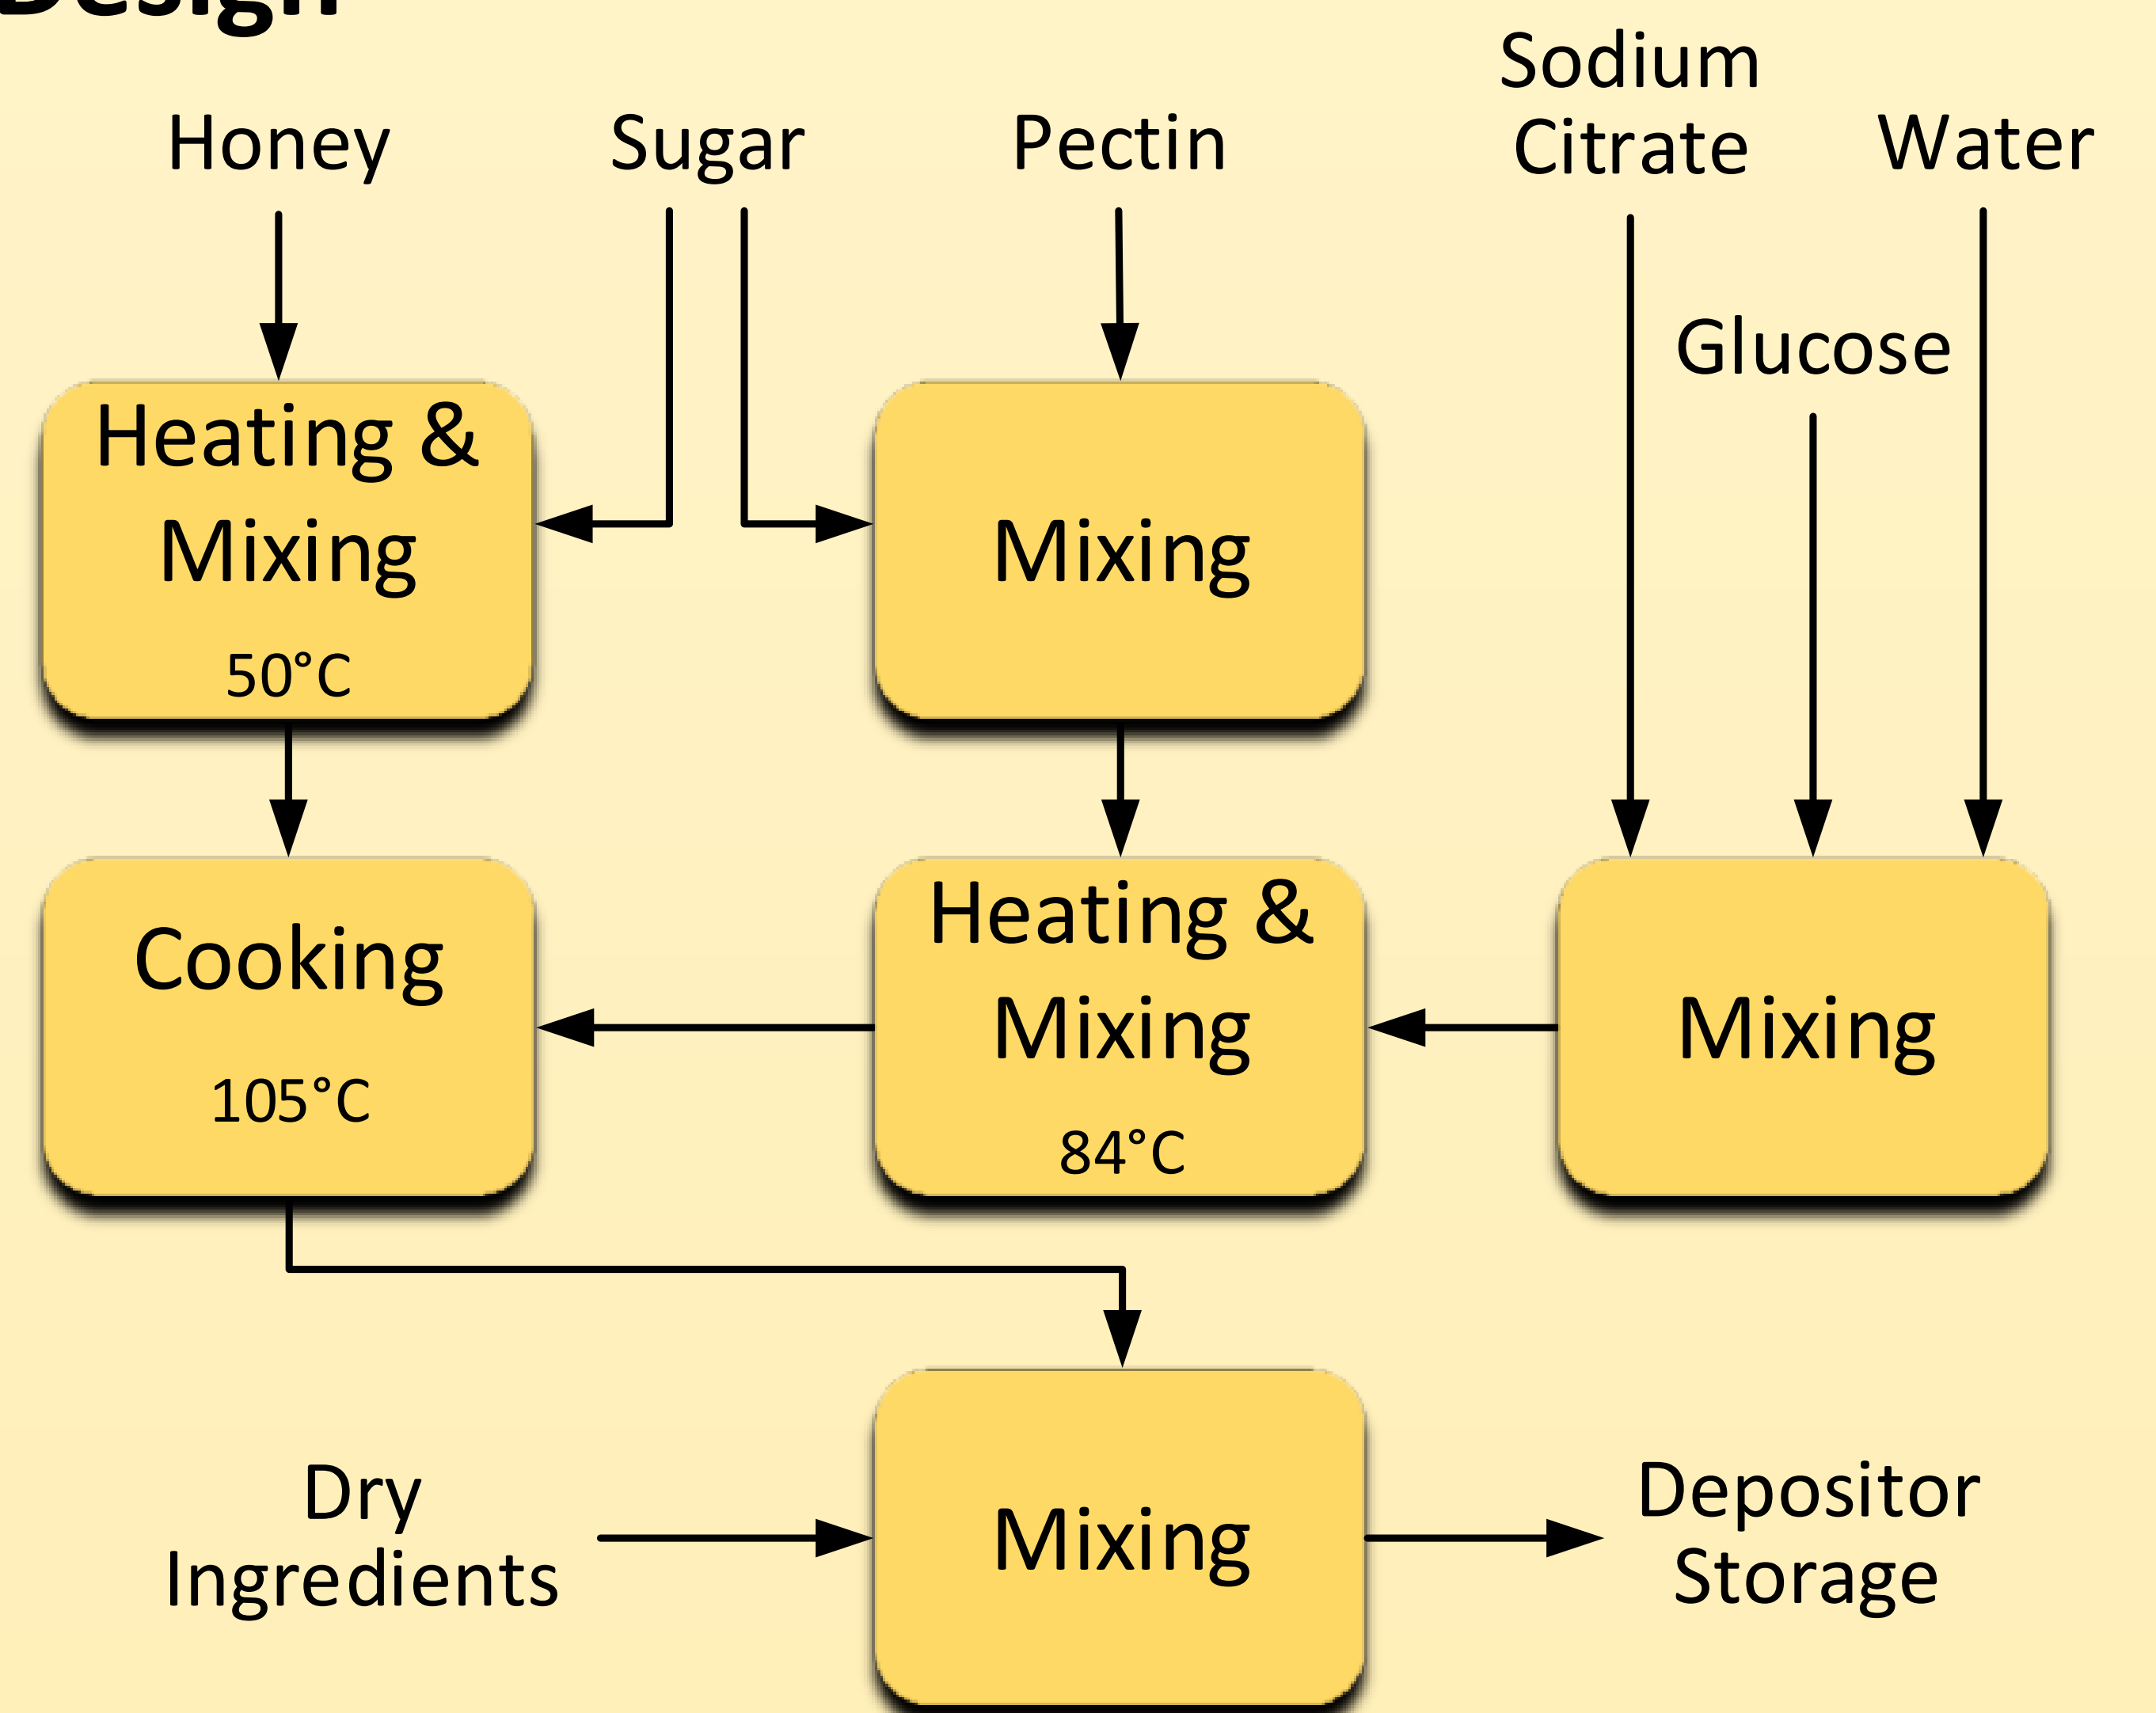 Design
Honey
Sugar
Pectin
Sodium
Citrate
Water
Glucose
Heating &
Mixing
50°C
Mixing
Cooking
105°C
Heating &
Mixing
84°C
Mixing
Dry
Ingredients
Mixing
Depositor
Storage